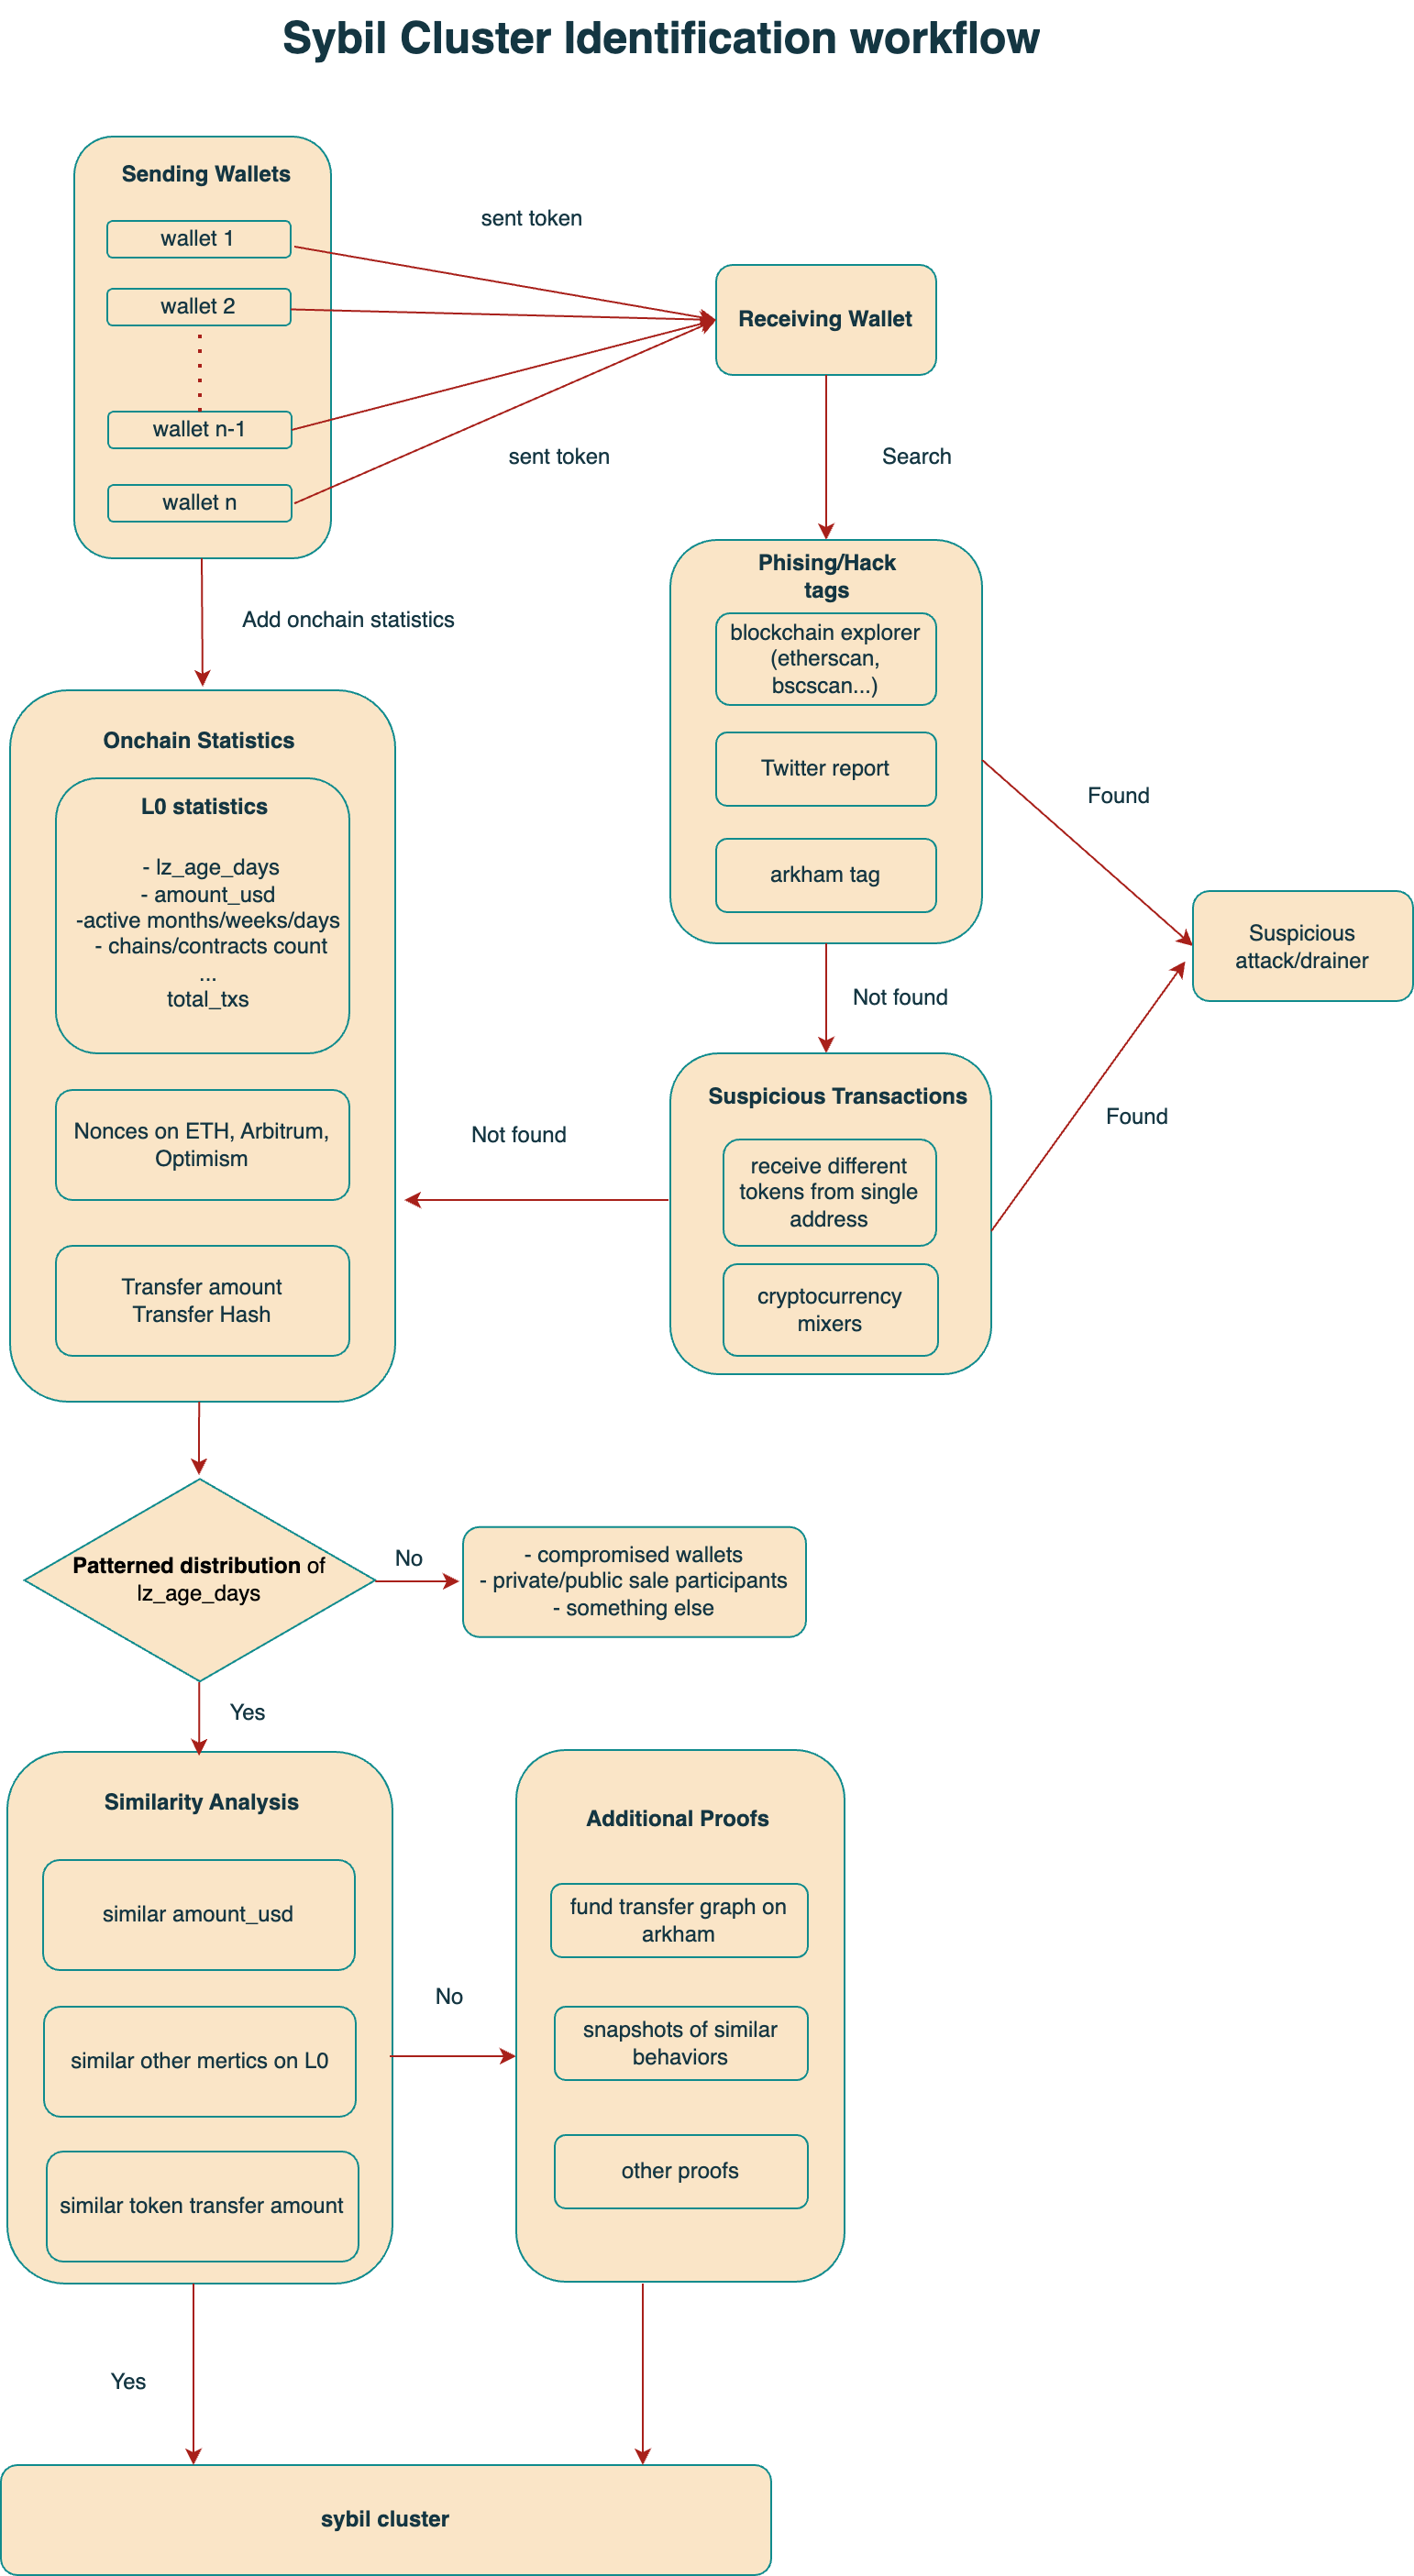 Sybil Cluster Identification workflow
Sending Wallets
wallet 1
wallet 2
wallet n-1
wallet n
sent token
sent token
Receiving Wallet
Search
Add onchain statistics
Phising/Hack
tags
blockchain explorer
(etherscan,
bscscan...)
Twitter report
arkham tag
Found
Suspicious
attack/drainer
Not found
Suspicious Transactions
receive different
tokens from single
address
cryptocurrency
mixers
Found
Not found
Onchain Statistics
L0 statistics
- lz_age_days
- amount_usd
-active months/weeks/days
- chains/contracts count
...
total_txs
Nonces on ETH, Arbitrum,
Optimism
Transfer amount
Transfer Hash
Patterned distribution of
lz_age_days
No
- compromised wallets
- private/public sale participants
- something else
Yes
Similarity Analysis
similar amount_usd
similar other mertics on L0
similar token transfer amount
No
Additional Proofs
fund transfer graph on
arkham
snapshots of similar
behaviors
other proofs
Yes
sybil cluster